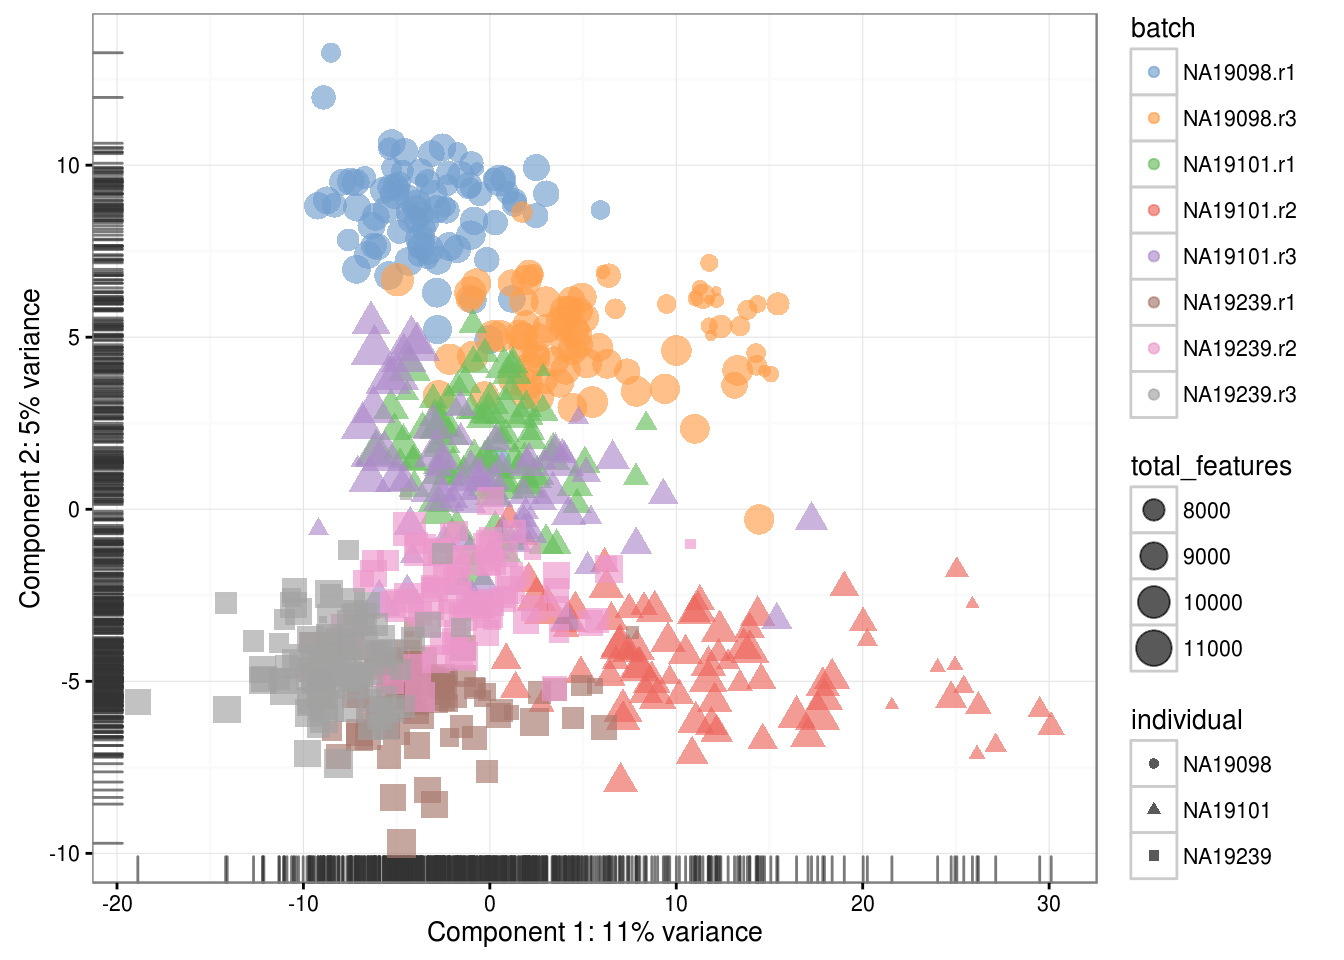 batch
NA19098.r1
NA19098.r3
NA19101.r1
NA19101.r2
NA19101.r3
NA19239.r1
NA19239.r2
NA19239.r3
total_features
8000
9000
10000
11000
individual
NA19098
NA19101
NA19239
Component 2: 5% variance
10
5
0
-5
-10
-20
-10
0
10
20
30
Component 1: 11% variance